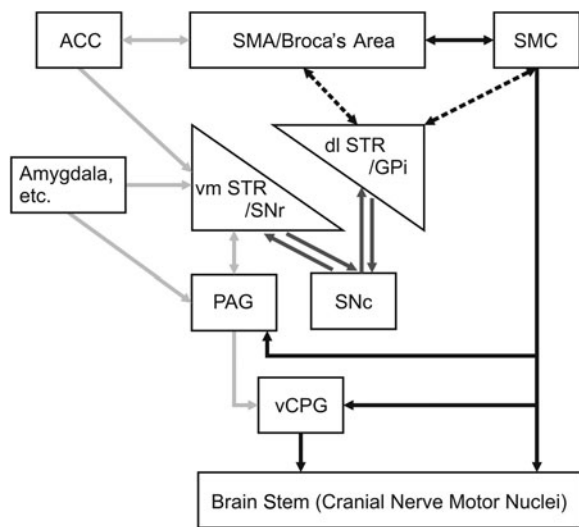 ACC
SMA/Broca's Area
SMC
dl STR
/GPi
Amygdala,
etc.
vm STR
/SNr
PAG
SNc
vCPG
Brain Stem (Cranial Nerve Motor Nuclei)